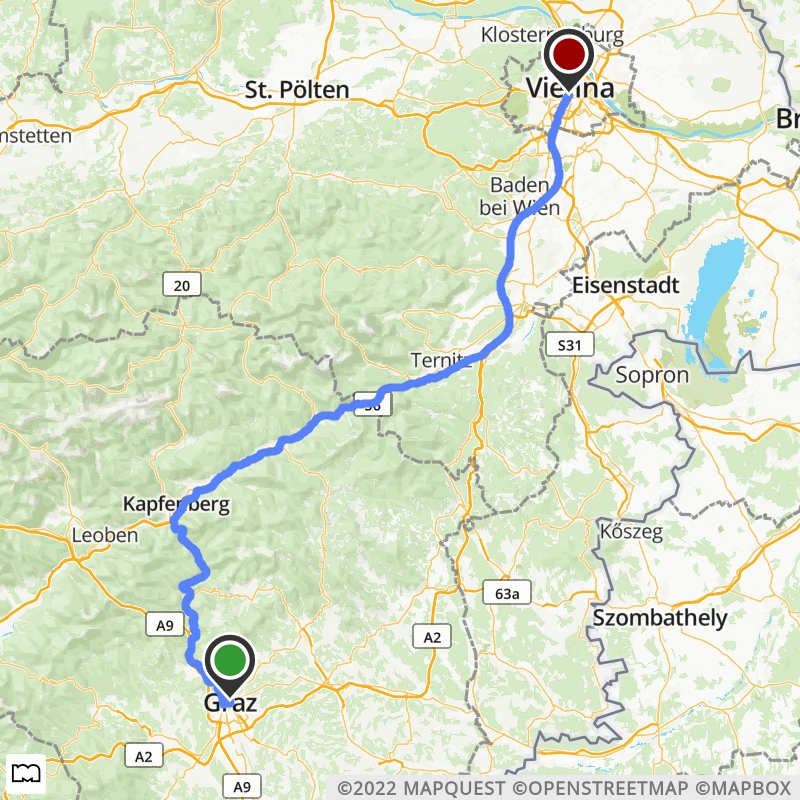 Klosterneuburg
Vienna
St. Pölten
mstetten
Br
Baden
bei Wien
20
Eisenstadt
S31
Ternitz
Sopron
S6
Kapfenberg
Leoben
Kőszeg
63a
A9
Szombathely
A2
Graz
A2
A9
©2022 MAPQUEST ©OPENSTREETMAP ©MAPBOX